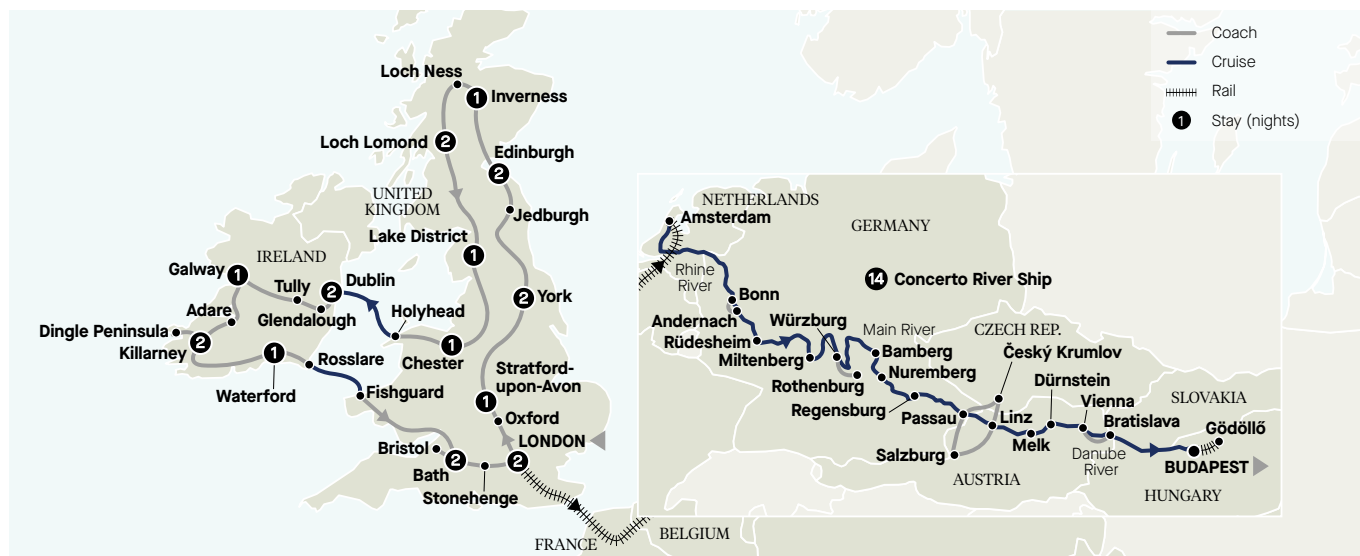 Coach
Cruise
Rail
1 Stay (nights)
Loch Ness
1 Inverness
Loch Lomond 2
Edinburgh
2
UNITED
KINGDOM
Jedburgh
Lake District
1
IRELAND
Galway
1
Tully
2 Dublin
Glendalough
Adare
Dingle Peninsula
Killarney 2
Holyhead
2 York
1
Waterford
Rosslare
Chester
1
Fishguard
Stratford-
upon-Avon
1
Oxford
LONDON
2
Bristol
Bath
2
Stonehenge
FRANCE
BELGIUM
NETHERLANDS
Amsterdam
GERMANY
Rhine
River
14 Concerto River Ship
Bonn
Andernach
Rüdesheim
Würzburg
Miltenberg
Main River
Bamberg
Rothenburg
Nuremberg
Regensburg
CZECH REP.
Český Krumlov
Passau
Linz
Dürnstein
Melk
Salzburg
AUSTRIA
Vienna
Bratislava
SLOVAKIA
Danube
River
Gödöllő
BUDAPEST
HUNGARY